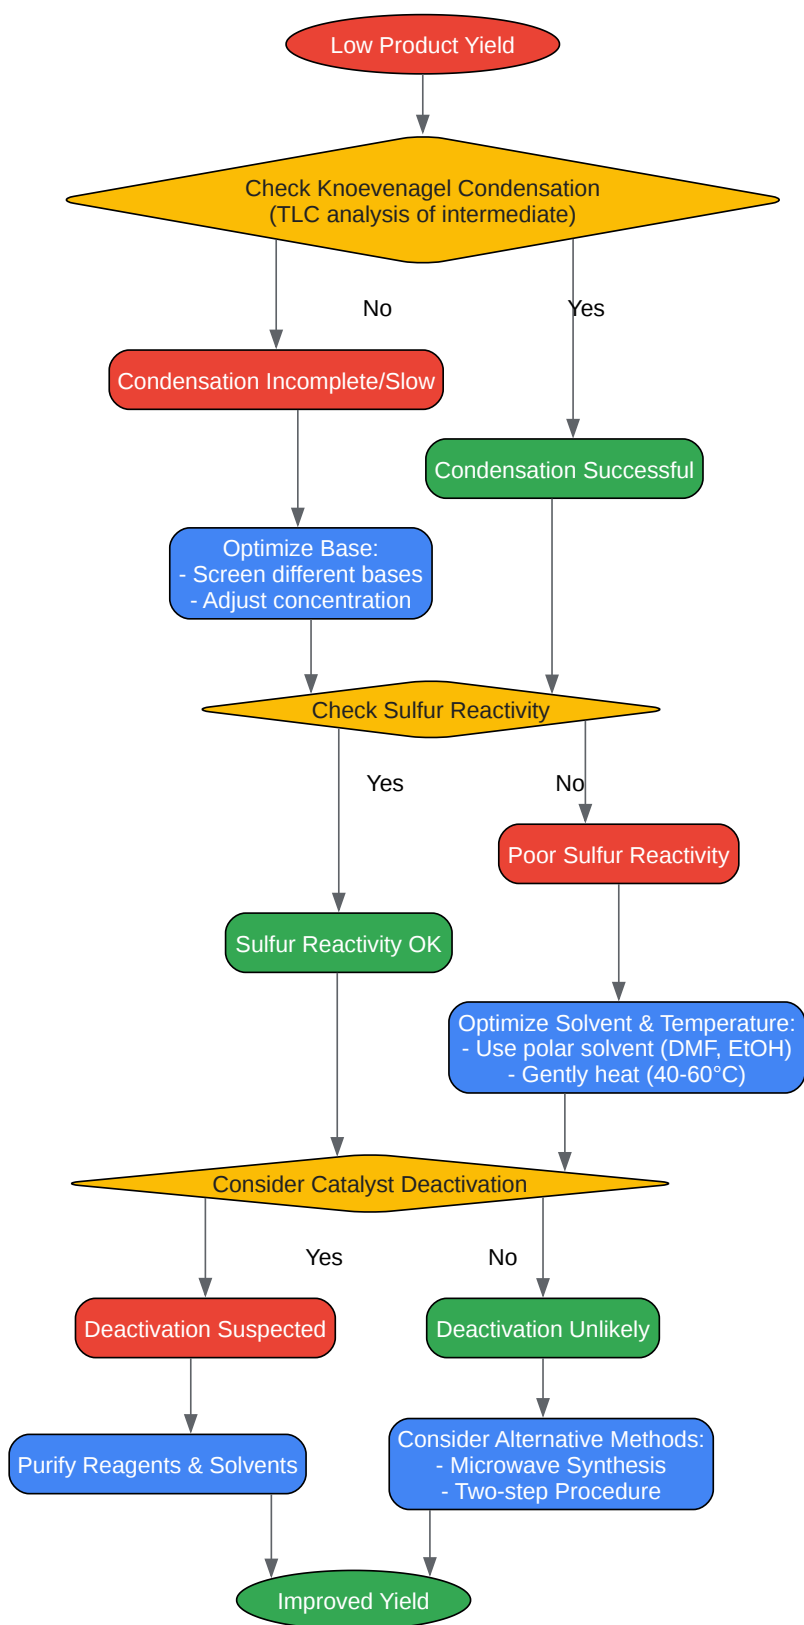 Low Product Yield
Check Knoevenagel Condensation
(TLC analysis of intermediate)
No
Yes
Condensation Incomplete/Slow
Condensation Successful
Optimize Base:
- Screen different bases
- Adjust concentration
Check Sulfur Reactivity
Yes
No
Poor Sulfur Reactivity
Sulfur Reactivity OK
Optimize Solvent & Temperature:
- Use polar solvent (DMF, EtOH)
- Gently heat (40-60°C)
Consider Catalyst Deactivation
Yes
No
Deactivation Suspected
Deactivation Unlikely
Purify Reagents & Solvents
Consider Alternative Methods:
- Microwave Synthesis
- Two-step Procedure
Improved Yield